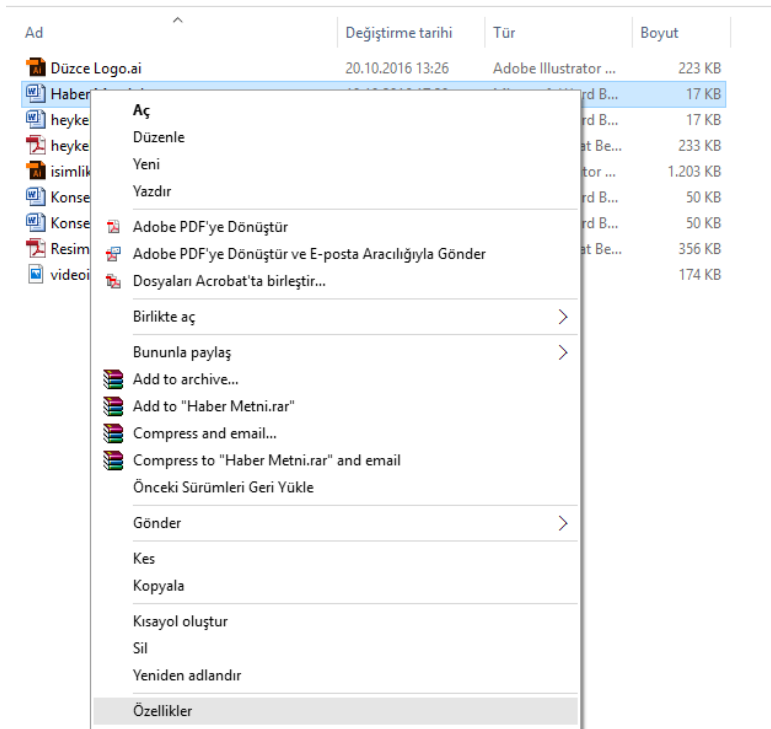 Ad Değiştirme tarihi Tür Boyut
Düzce Logo.ai 20.10.2016 13:26 Adobe Illustrator ... 223 KB
Haber rd B... 17 KB
heyke rd B... 17 KB
heyke at Be... 233 KB
isimlik tor ... 1.203 KB
Konse rd B... 50 KB
Konse rd B... 50 KB
Resim at Be... 356 KB
videoi 174 KB
Aç
Düzenle
Yeni
Yazdır
Adobe PDF'ye Dönüştür
Adobe PDF'ye Dönüştür ve E-posta Aracılığıyla Gönder
Dosyaları Acrobat'ta birleştir...
Birlikte aç
Bununla paylaş
Add to archive...
Add to "Haber Metni.rar"
Compress and email...
Compress to "Haber Metni.rar" and email
Önceki Sürümleri Geri Yükle
Gönder
Kes
Kopyala
Kısayol oluştur
Sil
Yeniden adlandır
Özellikler